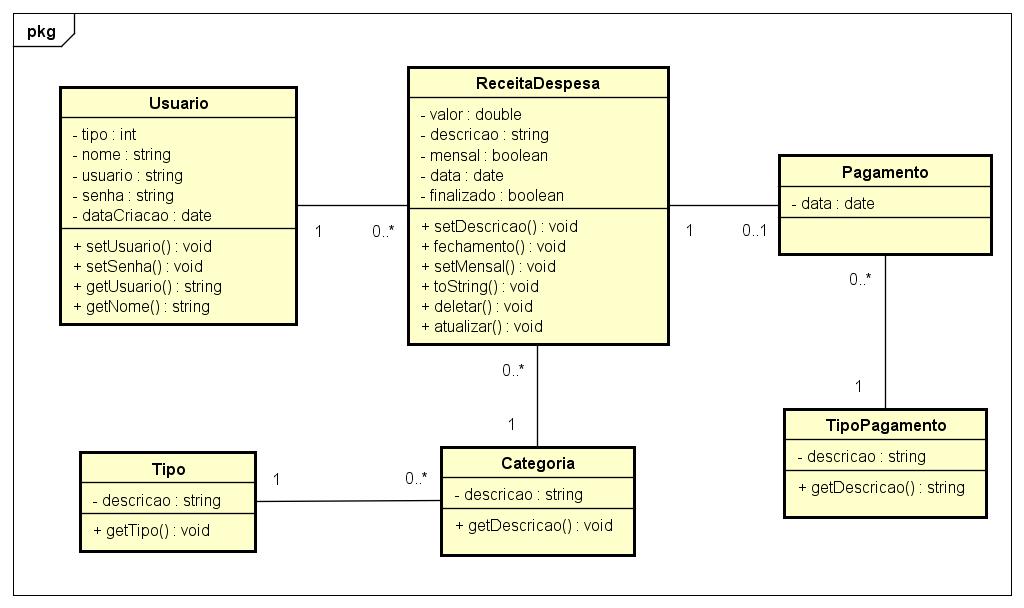 pkg
Usuario
- tipo : int
- nome : string
- usuario : string
- senha : string
- dataCriacao : date
+ setUsuario() : void
+ setSenha() : void
+ getUsuario() : string
+ getNome() : string
1
0..*
ReceitaDespesa
- valor : double
- descricao : string
- mensal : boolean
- data : date
- finalizado : boolean
+ setDescricao() : void
+ fechamento() : void
+ setMensal() : void
+ toString() : void
+ deletar() : void
+ atualizar() : void
1
0..1
Pagamento
- data : date
0..*
1
TipoPagamento
- descricao : string
+ getDescricao() : string
0..*
1
Tipo
- descricao : string
+ getTipo() : void
1
0..*
Categoria
- descricao : string
+ getDescricao() : void